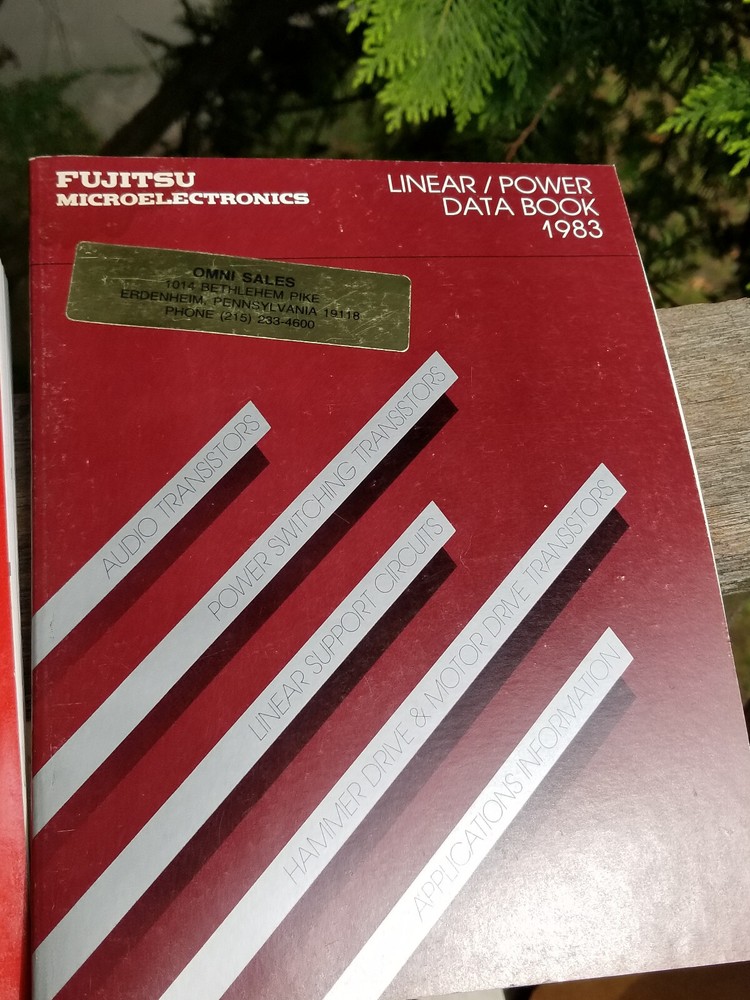 FUJITSU
MICROELECTRONICS
LINEAR / POWER
DATA BOOK
1983
OMNI SALES
1014 BETHLEHEM PIKE
ERDENHEIM, PENNSYLVANIA 19118
PHONE (215) 233-4600
AUDIO TRANSISTORS
POWER SWITCHING TRANSISTORS
LINEAR SUPPORT CIRCUITS
HAMMER DRIVE & MOTOR DRIVE TRANSISTORS
APPLICATIONS INFORMATION